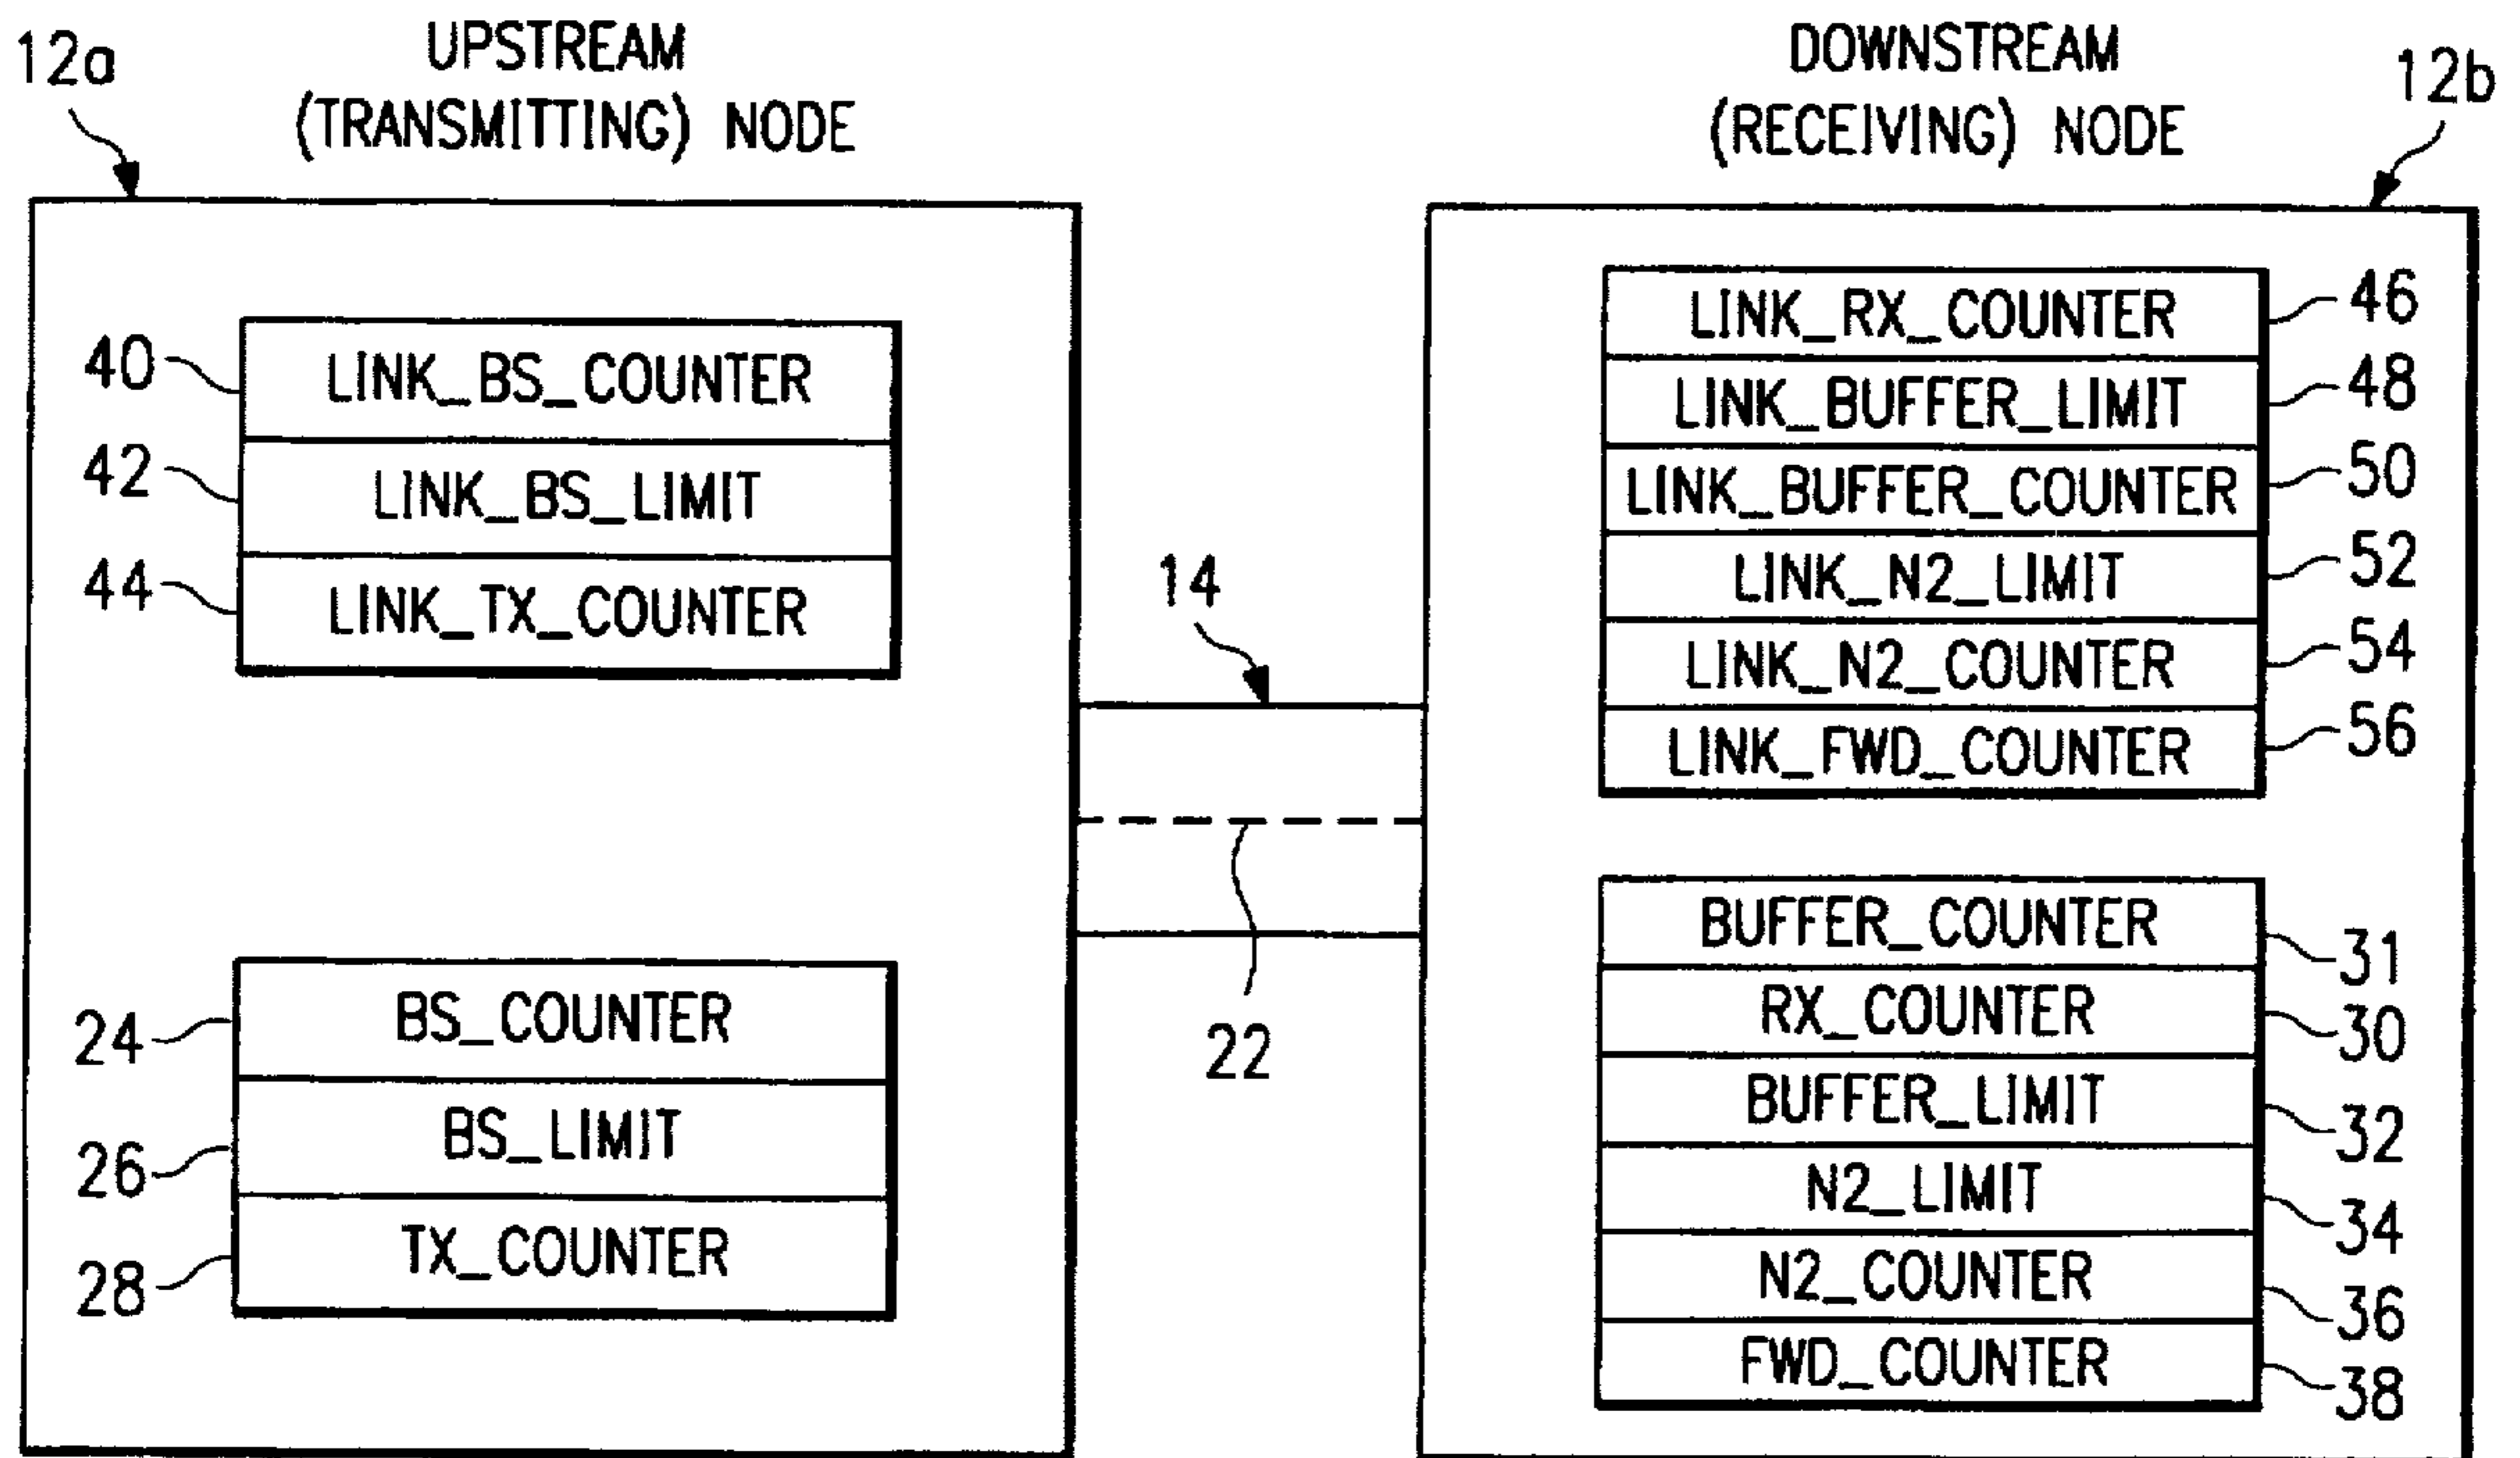 12a
UPSTREAM
(TRANSMITTING) NODE
40
LINK_BS_COUNTER
42
LINK_BS_LIMIT
44
LINK_TX_COUNTER
24
BS_COUNTER
26
BS_LIMIT
28
TX_COUNTER
14
22
DOWNSTREAM
(RECEIVING) NODE
12b
LINK_RX_COUNTER
46
LINK_BUFFER_LIMIT
48
LINK_BUFFER_COUNTER
50
LINK_N2_LIMIT
52
LINK_N2_COUNTER
54
LINK_FWD_COUNTER
56
BUFFER_COUNTER
31
RX_COUNTER
30
BUFFER_LIMIT
32
N2_LIMIT
34
N2_COUNTER
36
FWD_COUNTER
38